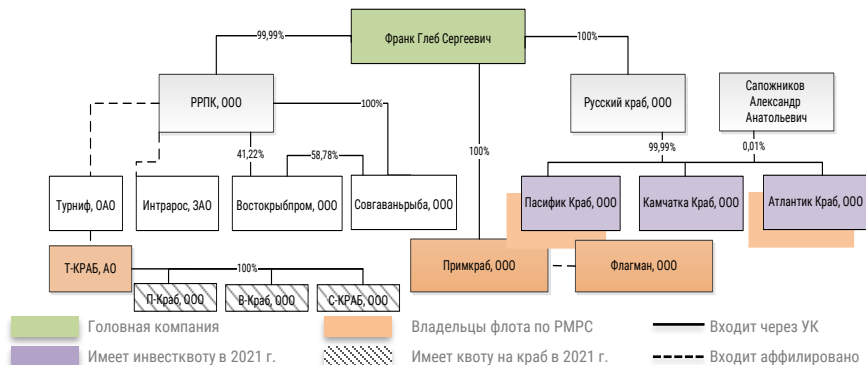 Франк Глеб Сергеевич
99,99%
100%
РРПК, ООО
100%
Русский краб, ООО
Сапожников
Александр
Анатольевич
41,22%
58,78%
100%
99,99%
0,01%
Турниф, ОАО
Интрарос, ЗАО
Востокрыбпром, ООО
Совгаваньрыба, ООО
Пасифик Краб, ООО
Камчатка Краб, ООО
Атлантик Краб, ООО
Т-КРАБ, АО
100%
Примкраб, ООО
Флагман, ООО
П-Краб, ООО
В-Краб, ООО
С-КРАБ, ООО
Головная компания
Владельцы флота по РМРС
Входит через УК
Имеет инвестквоту в 2021 г.
Имеет квоту на краб в 2021 г.
Входит аффилировано